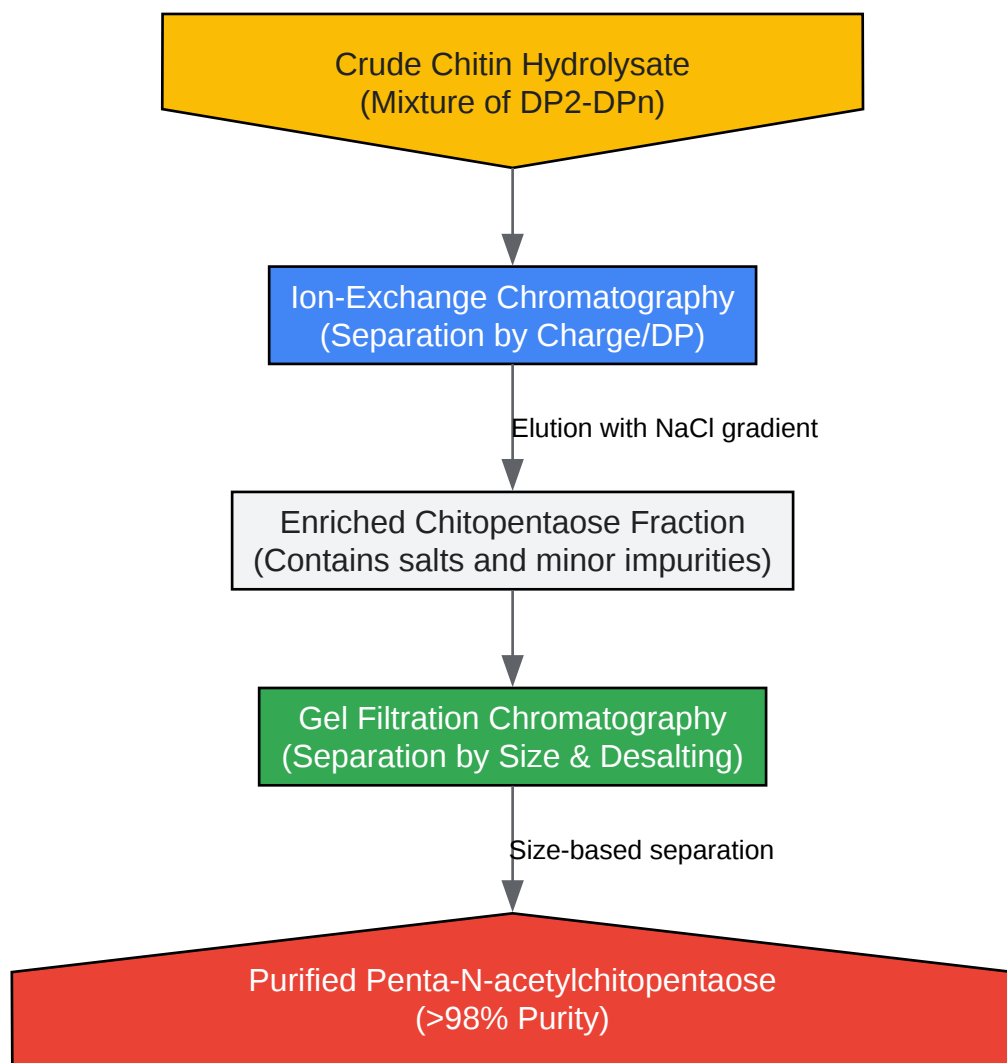 Crude Chitin Hydrolysate
(Mixture of DP2-DPn)
Ion-Exchange Chromatography
(Separation by Charge/DP)
Elution with NaCl gradient
Enriched Chitopentaose Fraction
(Contains salts and minor impurities)
Gel Filtration Chromatography
(Separation by Size & Desalting)
Size-based separation
Purified Penta-N-acetylchitopentaose
(>98% Purity)